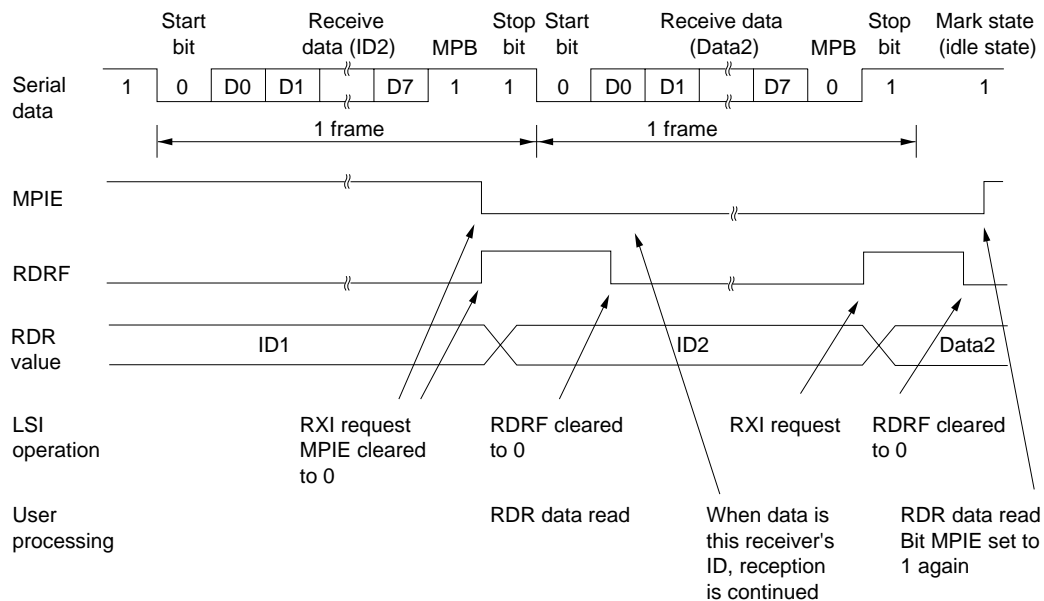 Start bit
Receive data (ID2)
MPB
Stop bit
Start bit
Receive data (Data2)
MPB
Stop bit
Mark state (idle state)
Serial data
1 0 D0 D1 D7 1 1 0 D0 D1 D7 0 1 1
1 frame
1 frame
MPIE
RDRF
RDR value
ID1
ID2
Data2
LSI operation
RXI request
MPIE cleared
to 0
RDRF cleared
to 0
RXI request
RDRF cleared
to 0
User processing
RDR data read
When data is
this receiver's
ID, reception
is continued
RDR data read
Bit MPIE set to
1 again